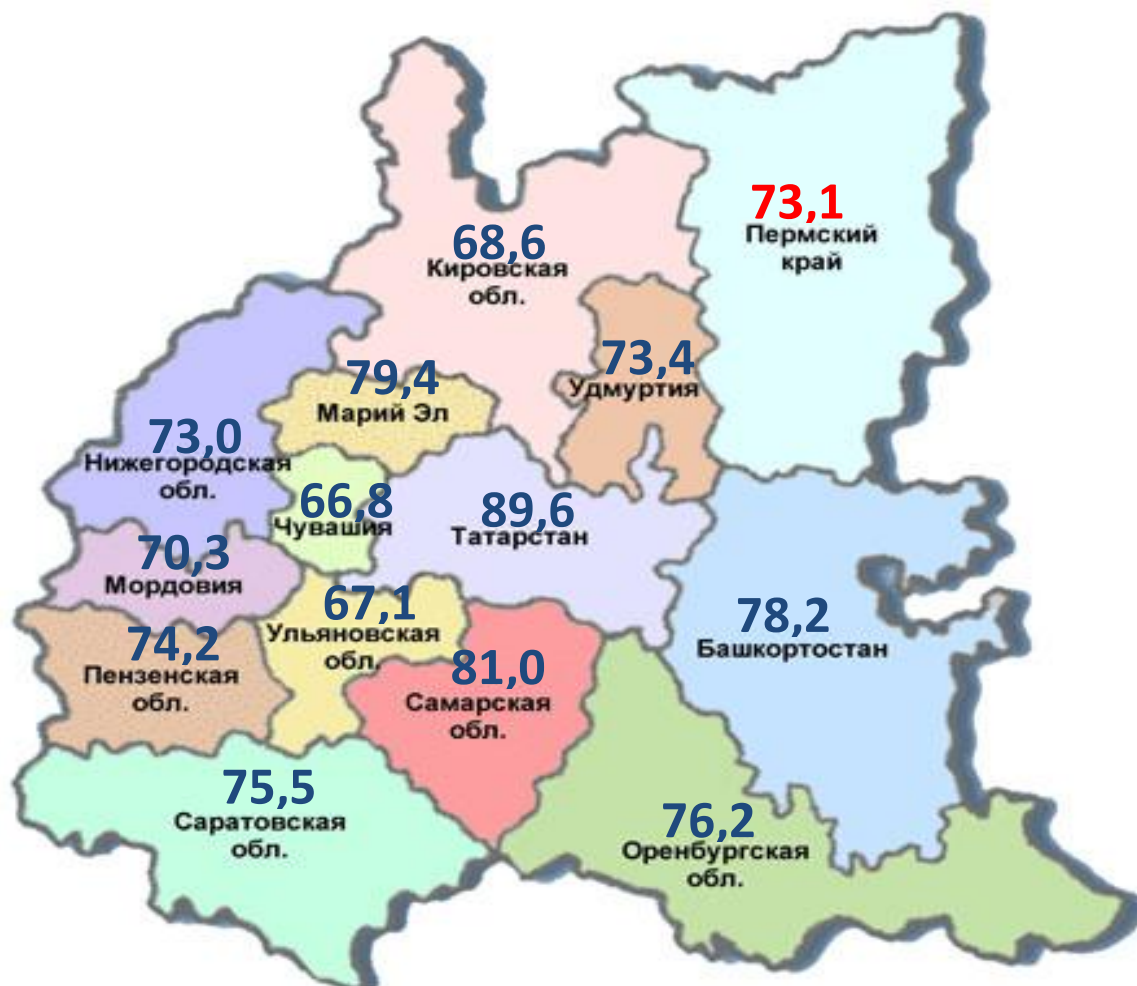 73,1
Пермский
край
68,6
Кировская
обл.
73,4
Удмуртия
79,4
Марий Эл
73,0
Нижегородская
обл.
66,8
Чувашия
89,6
Татарстан
70,3
Мордовия
67,1
Ульяновская
обл.
78,2
Башкортостан
74,2
Пензенская
обл.
81,0
Самарская
обл.
75,5
Саратовская
обл.
76,2
Оренбургская
обл.